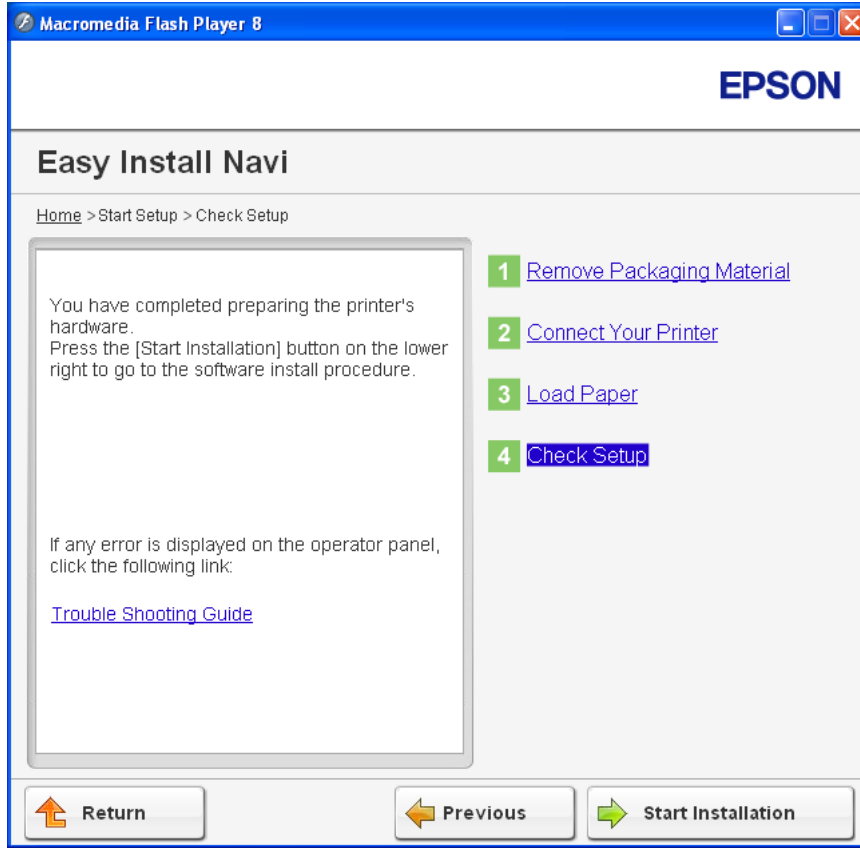 Macromedia Flash Player 8
EPSON
Easy Install Navi
Home > Start Setup > Check Setup
You have completed preparing the printer's
hardware.
Press the [Start Installation] button on the lower
right to go to the software install procedure.
If any error is displayed on the operator panel,
click the following link:
Trouble Shooting Guide
1 Remove Packaging Material
2 Connect Your Printer
3 Load Paper
4 Check Setup
Return
Previous
Start Installation